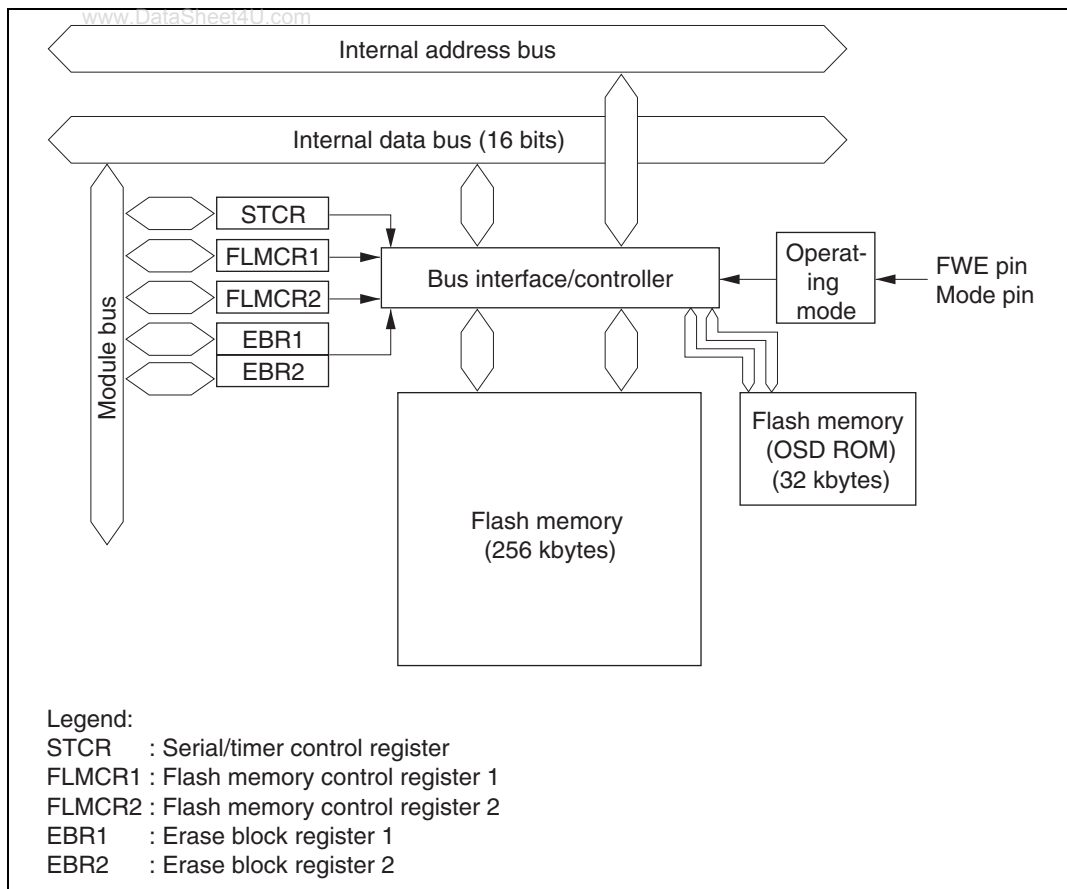 www.DataSheet4U.com
Internal address bus
Internal data bus (16 bits)
Module bus
STCR
FLMCR1
FLMCR2
EBR1
EBR2
Bus interface/controller
Operat-
ing
mode
FWE pin
Mode pin
Flash memory
(256 kbytes)
Flash memory
(OSD ROM)
(32 kbytes)
Legend:
STCR : Serial/timer control register
FLMCR1 : Flash memory control register 1
FLMCR2 : Flash memory control register 2
EBR1 : Erase block register 1
EBR2 : Erase block register 2